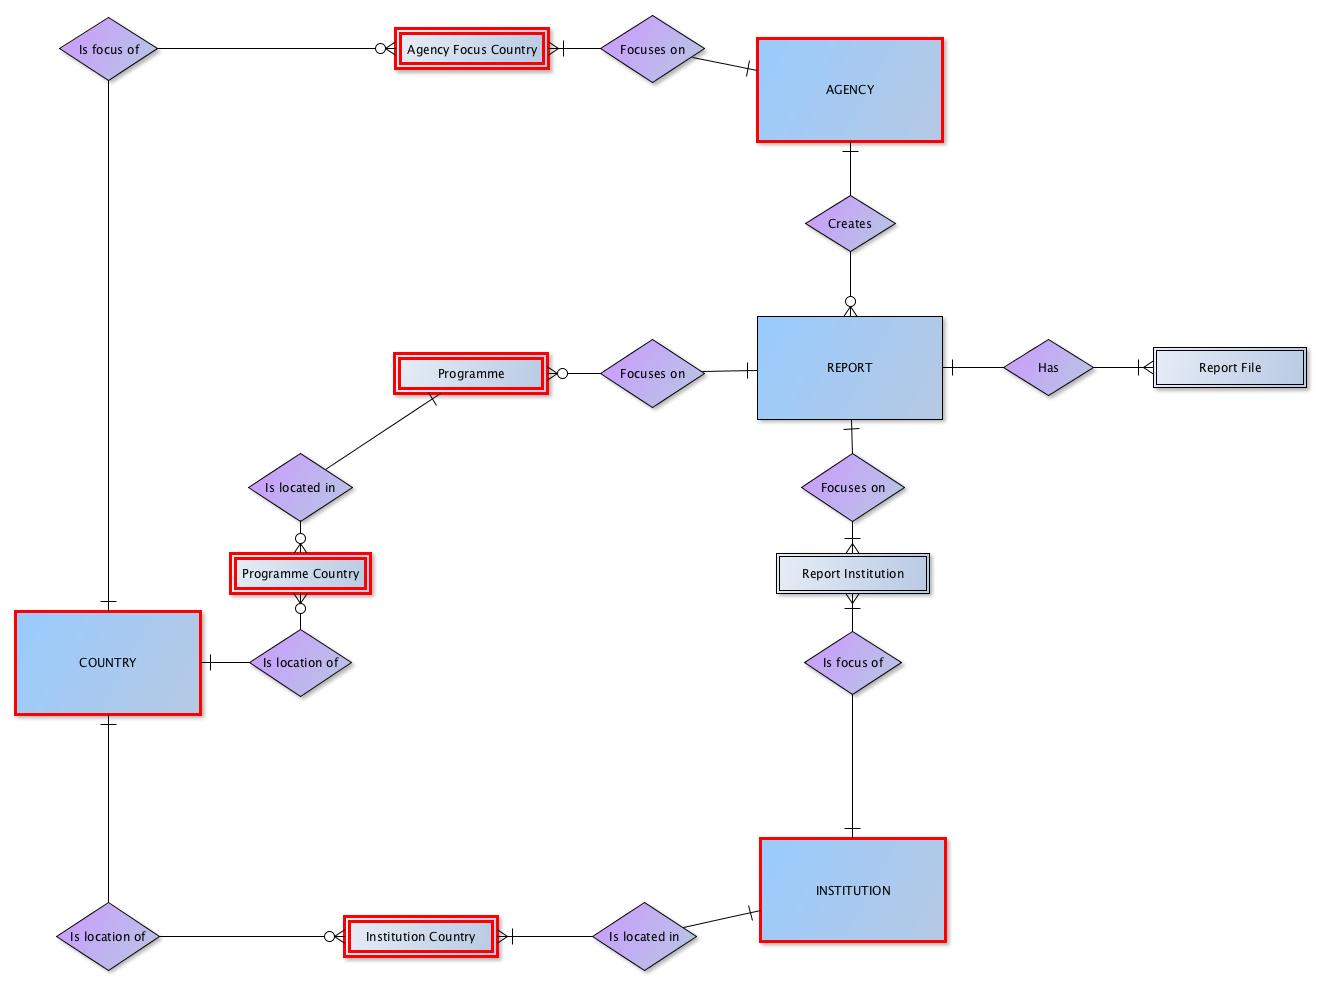 Is focus of
Agency Focus Country
Focuses on
AGENCY
Creates
Programme
Focuses on
REPORT
Has
Report File
Is located in
Focuses on
Programme Country
Report Institution
COUNTRY
Is location of
Is focus of
INSTITUTION
Is location of
Institution Country
Is located in